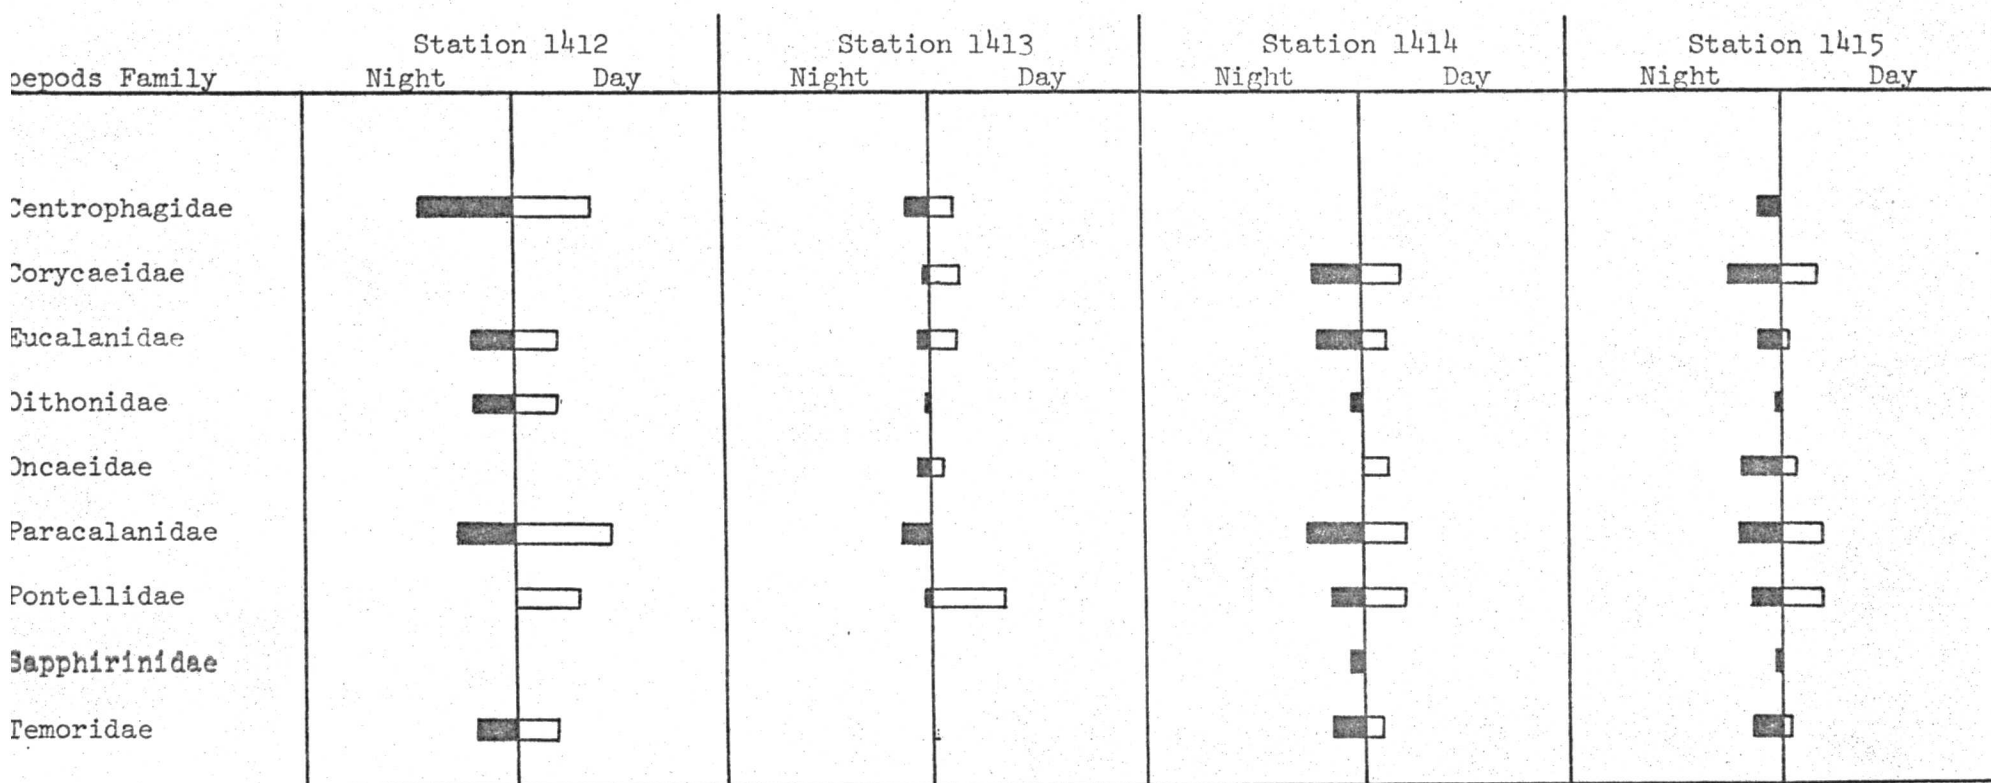 Station 1412 Station 1413 Station 1414 Station 1415
oepods Family Night Day Night Day Night Day Night Day
Centrophagidae
Corycaeidae
Eucalanidae
Oithonidae
Oncaeidae
Paracalanidae
Pontellidae
Sapphirinidae
Temoridae